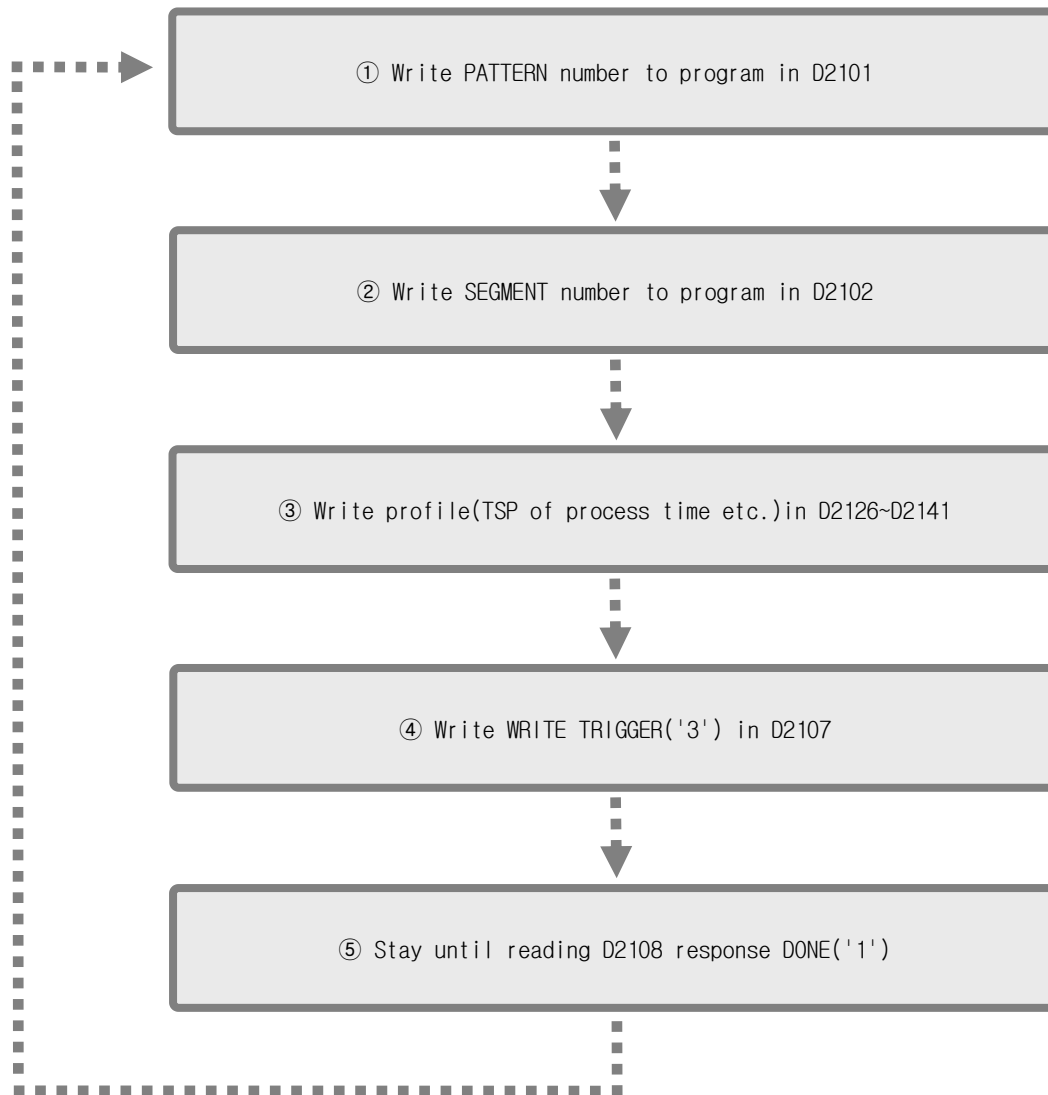 ① Write PATTERN number to program in D2101
② Write SEGMENT number to program in D2102
③ Write profile(TSP of process time etc.)in D2126~D2141
④ Write WRITE TRIGGER('3') in D2107
⑤ Stay until reading D2108 response DONE('1')